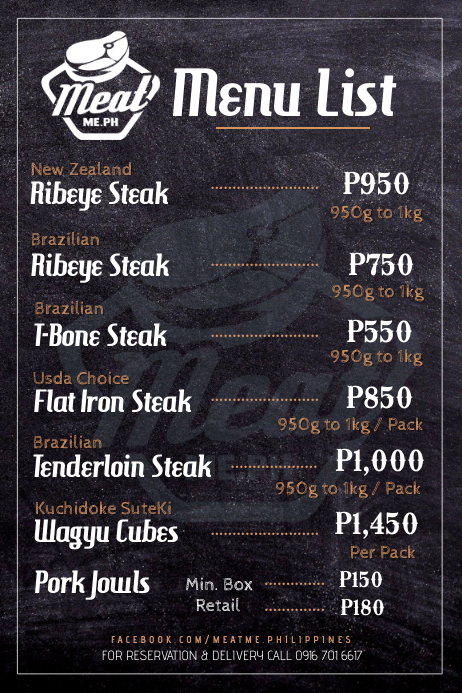 Meat
ME.PH
Menu List
New Zealand
Ribeye Steak P950
950g to 1kg
Brazilian
Ribeye Steak P750
950g to 1kg
Brazilian
T-Bone Steak P550
950g to 1kg
Usda Choice
Flat Iron Steak P850
950g to 1kg / Pack
Brazilian
Tenderloin Steak P1,000
950g to 1kg / Pack
Kuchidoke SuteKi
Wagyu Cubes P1,450
Per Pack
Pork Jowls Min. Box P150
Retail P180
FACEBOOK.COM/MEATME.PHILIPPINES
FOR RESERVATION & DELIVERY CALL 0916 701 6617